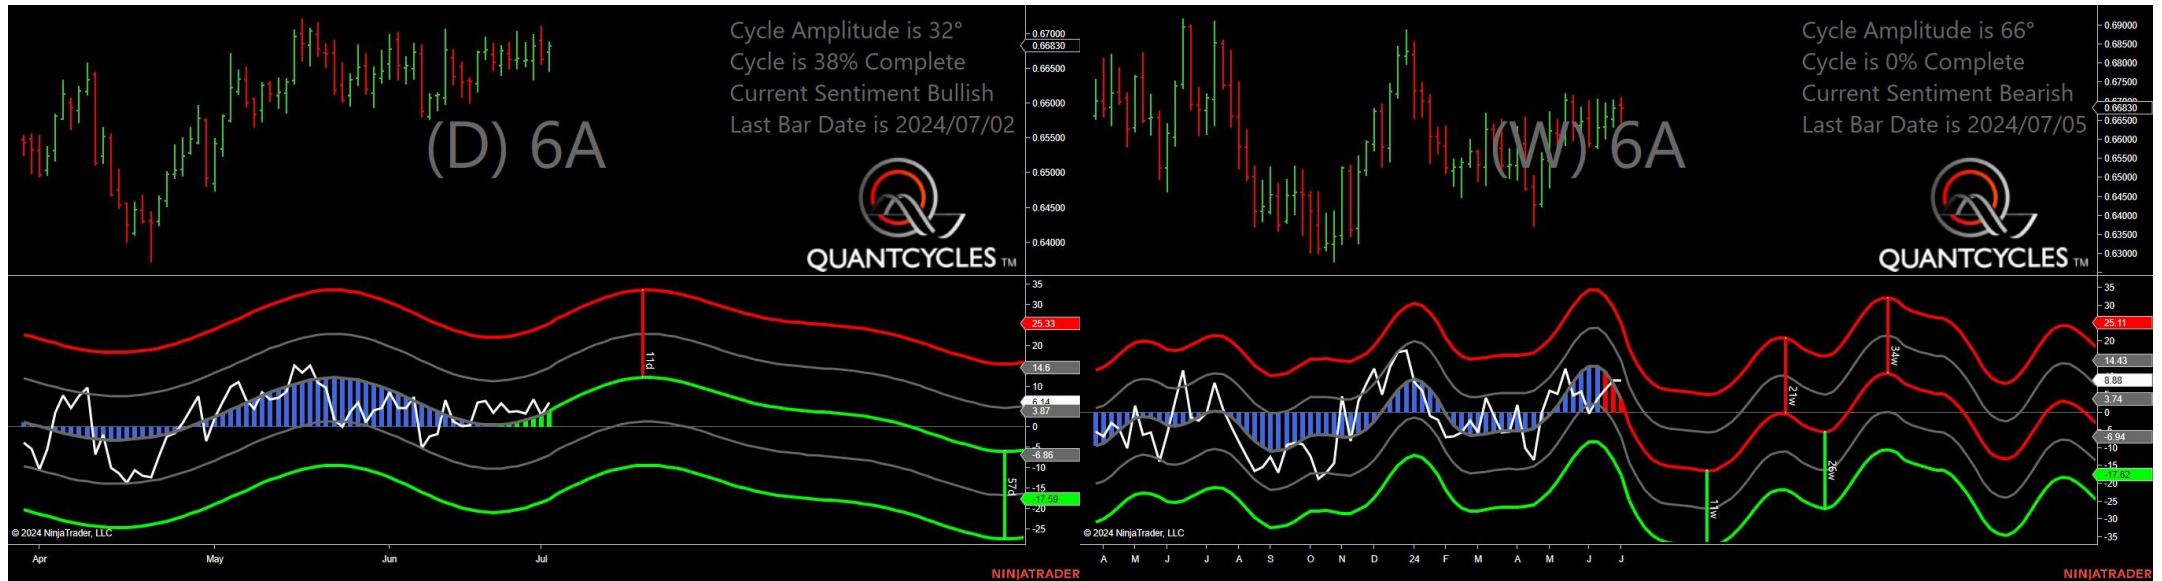 Cycle Amplitude is 32°
Cycle is 38% Complete
Current Sentiment Bullish
Last Bar Date is 2024/07/02
(D) 6A
QUANTCYCLES TM
0.67000
0.66830
0.66500
0.66000
0.65500
0.65000
0.64500
0.64000
35
30
25.33
20
14.6
10
6.14
3.87
0
-5
-6.86
-10
-15
-17.59
-20
-25
11d
57d
© 2024 NinjaTrader, LLC
Apr May Jun Jul
NINJATRADER
Cycle Amplitude is 66°
Cycle is 0% Complete
Current Sentiment Bearish
Last Bar Date is 2024/07/05
(W) 6A
QUANTCYCLES TM
0.69000
0.68500
0.68000
0.67500
0.66830
0.66500
0.66000
0.65500
0.65000
0.64500
0.64000
0.63500
0.63000
35
30
25.11
20
14.43
8.88
3.74
0
-6.94
-10
-15
-17.62
-20
-25
-30
-35
11w
21w
26w
34w
© 2024 NinjaTrader, LLC
A M J J A S O N D 24 F M A M J J
NINJATRADER